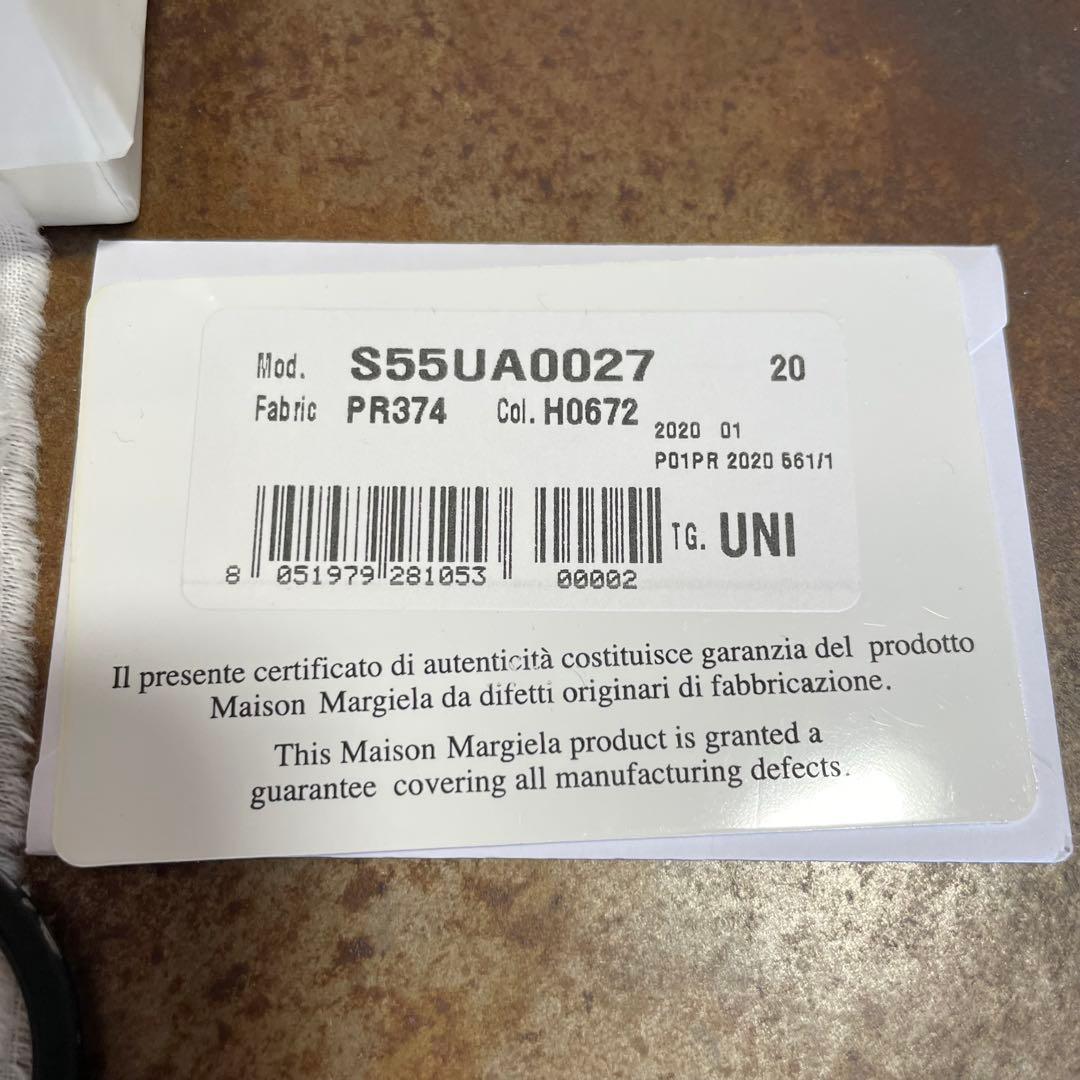 Mod. S55UA0027 20
Fabric PR374 Col. H0672
2020 01
P01PR 2020 561/1
TG. UNI
8 051979 281053 00002
Il presente certificato di autenticità costituisce garanzia del prodotto
Maison Margiela da difetti originari di fabbricazione.
This Maison Margiela product is granted a
guarantee covering all manufacturing defects.